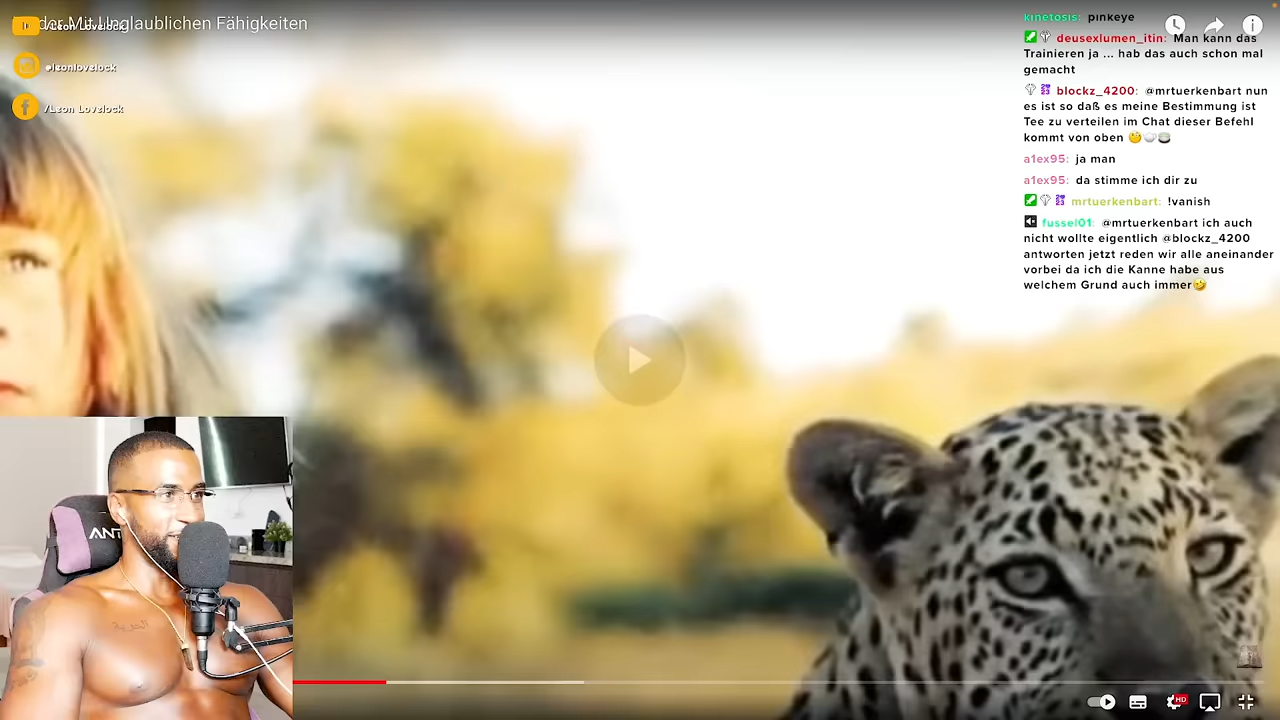 der Mit Unglaublichen Fähigkeiten
/Leon Lovelock
@leonlovelock
/Leon Lovelock
kinetosis: pinkeye
deusexlumen_itin: Man kann das
Trainieren ja ... hab das auch schon mal
gemacht
blockz_4200: @mrtuerkenbart nun
es ist so daß es meine Bestimmung ist
Tee zu verteilen im Chat dieser Befehl
kommt von oben 🤔🍵
a1ex95: ja man
a1ex95: da stimme ich dir zu
mrtuerkenbart: !vanish
fussel01: @mrtuerkenbart ich auch
nicht wollte eigentlich @blockz_4200
antworten jetzt reden wir alle aneinander
vorbei da ich die Kanne habe aus
welchem Grund auch immer
ANT
الحرية
HD